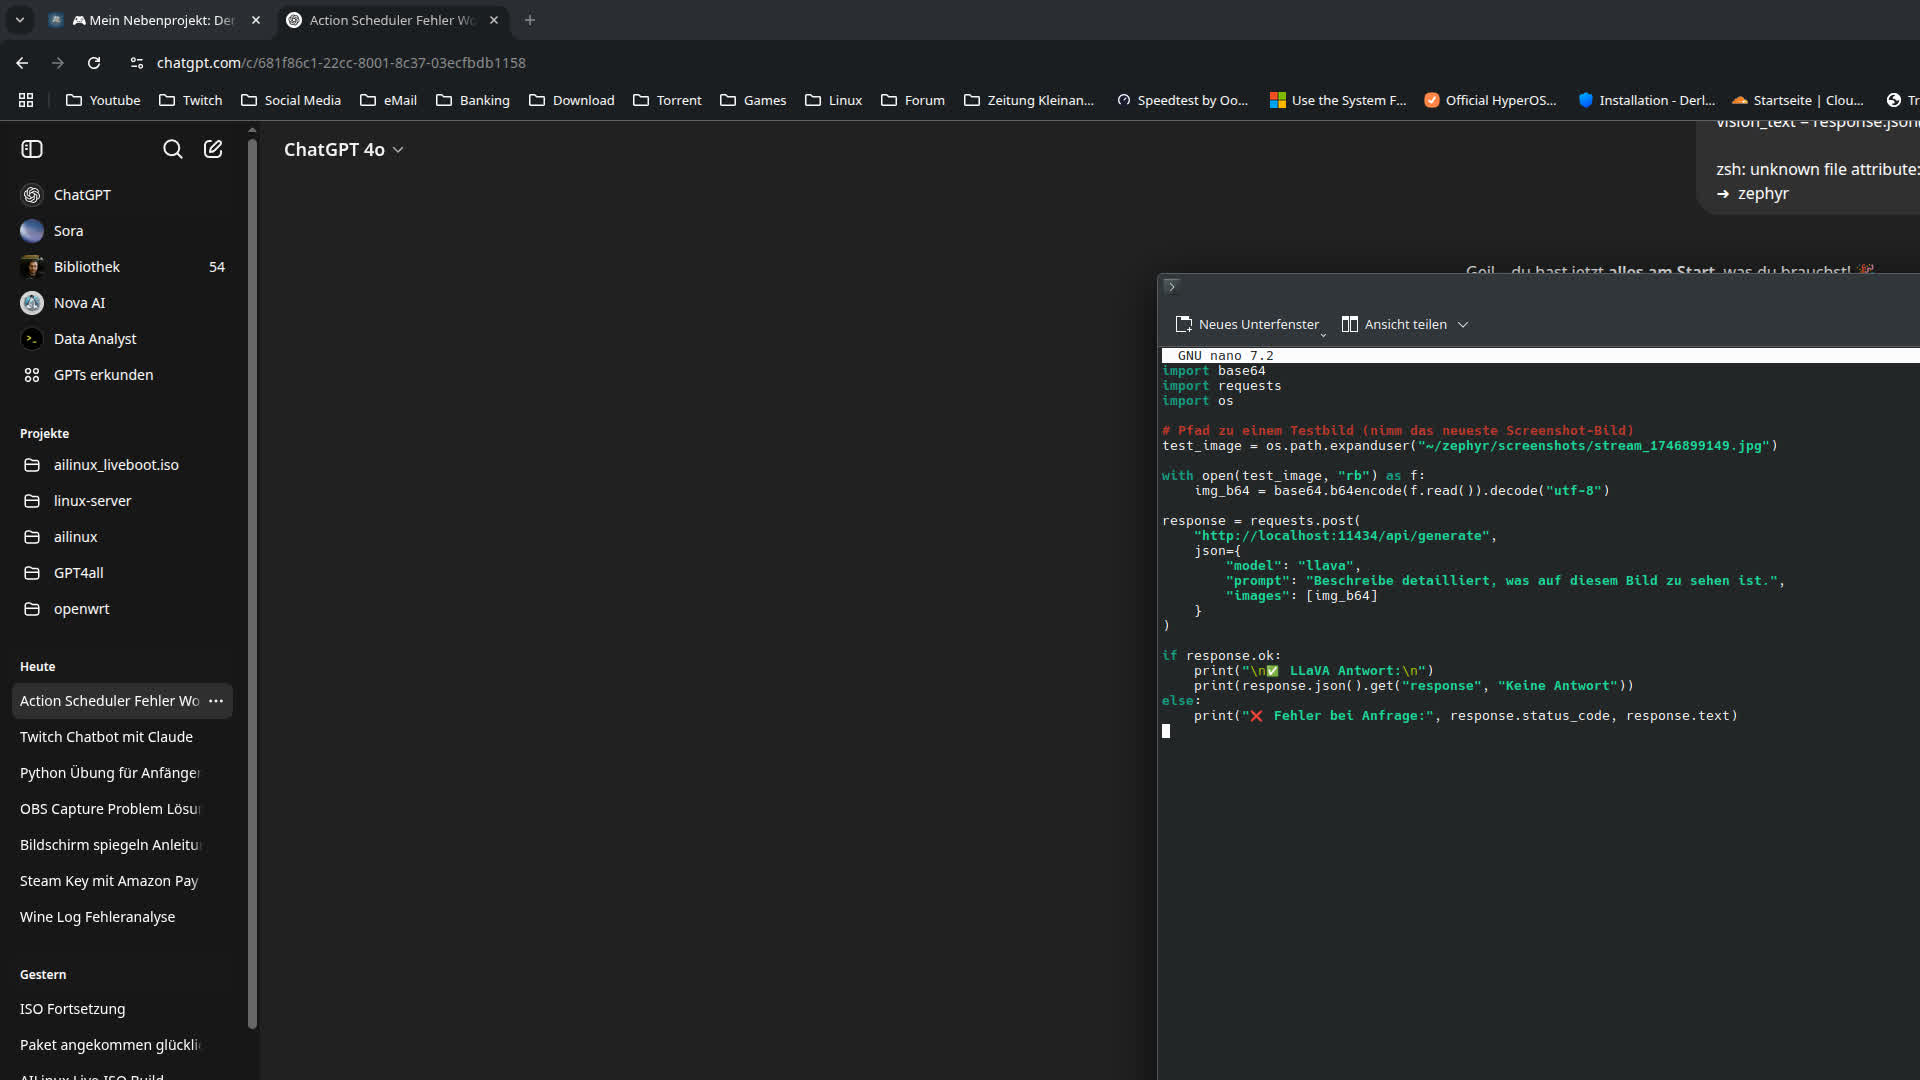 🎮 Mein Nebenprojekt: Der
Action Scheduler Fehler Wo
chatgpt.com/c/681f86c1-22cc-8001-8c37-03ecfbdb1158
Youtube
Twitch
Social Media
eMail
Banking
Download
Torrent
Games
Linux
Forum
Zeitung Kleinan...
Speedtest by Oo...
Use the System F...
Official HyperOS...
Installation - Derl...
Startseite | Clou...
Tr
ChatGPT
Sora
Bibliothek 54
Nova AI
Data Analyst
GPTs erkunden
Projekte
ailinux_liveboot.iso
linux-server
ailinux
GPT4all
openwrt
Heute
Action Scheduler Fehler Wo ...
Twitch Chatbot mit Claude
Python Übung für Anfänger
OBS Capture Problem Lösu
Bildschirm spiegeln Anleitu
Steam Key mit Amazon Pay
Wine Log Fehleranalyse
Gestern
ISO Fortsetzung
Paket angekommen glückli
AILinux Live ISO Build
ChatGPT 4o
vision_text = response.json
zsh: unknown file attribute:
➜ zephyr
Geil – du hast jetzt alles am Start, was du brauchst!
Neues Unterfenster
Ansicht teilen
GNU nano 7.2
import base64
import requests
import os
# Pfad zu einem Testbild (nimm das neueste Screenshot-Bild)
test_image = os.path.expanduser("~/zephyr/screenshots/stream_1746899149.jpg")
with open(test_image, "rb") as f:
    img_b64 = base64.b64encode(f.read()).decode("utf-8")
response = requests.post(
    "http://localhost:11434/api/generate",
    json={
        "model": "llava",
        "prompt": "Beschreibe detailliert, was auf diesem Bild zu sehen ist.",
        "images": [img_b64]
    }
)
if response.ok:
    print("\n✅ LLaVA Antwort:\n")
    print(response.json().get("response", "Keine Antwort"))
else:
    print("❌ Fehler bei Anfrage:", response.status_code, response.text)